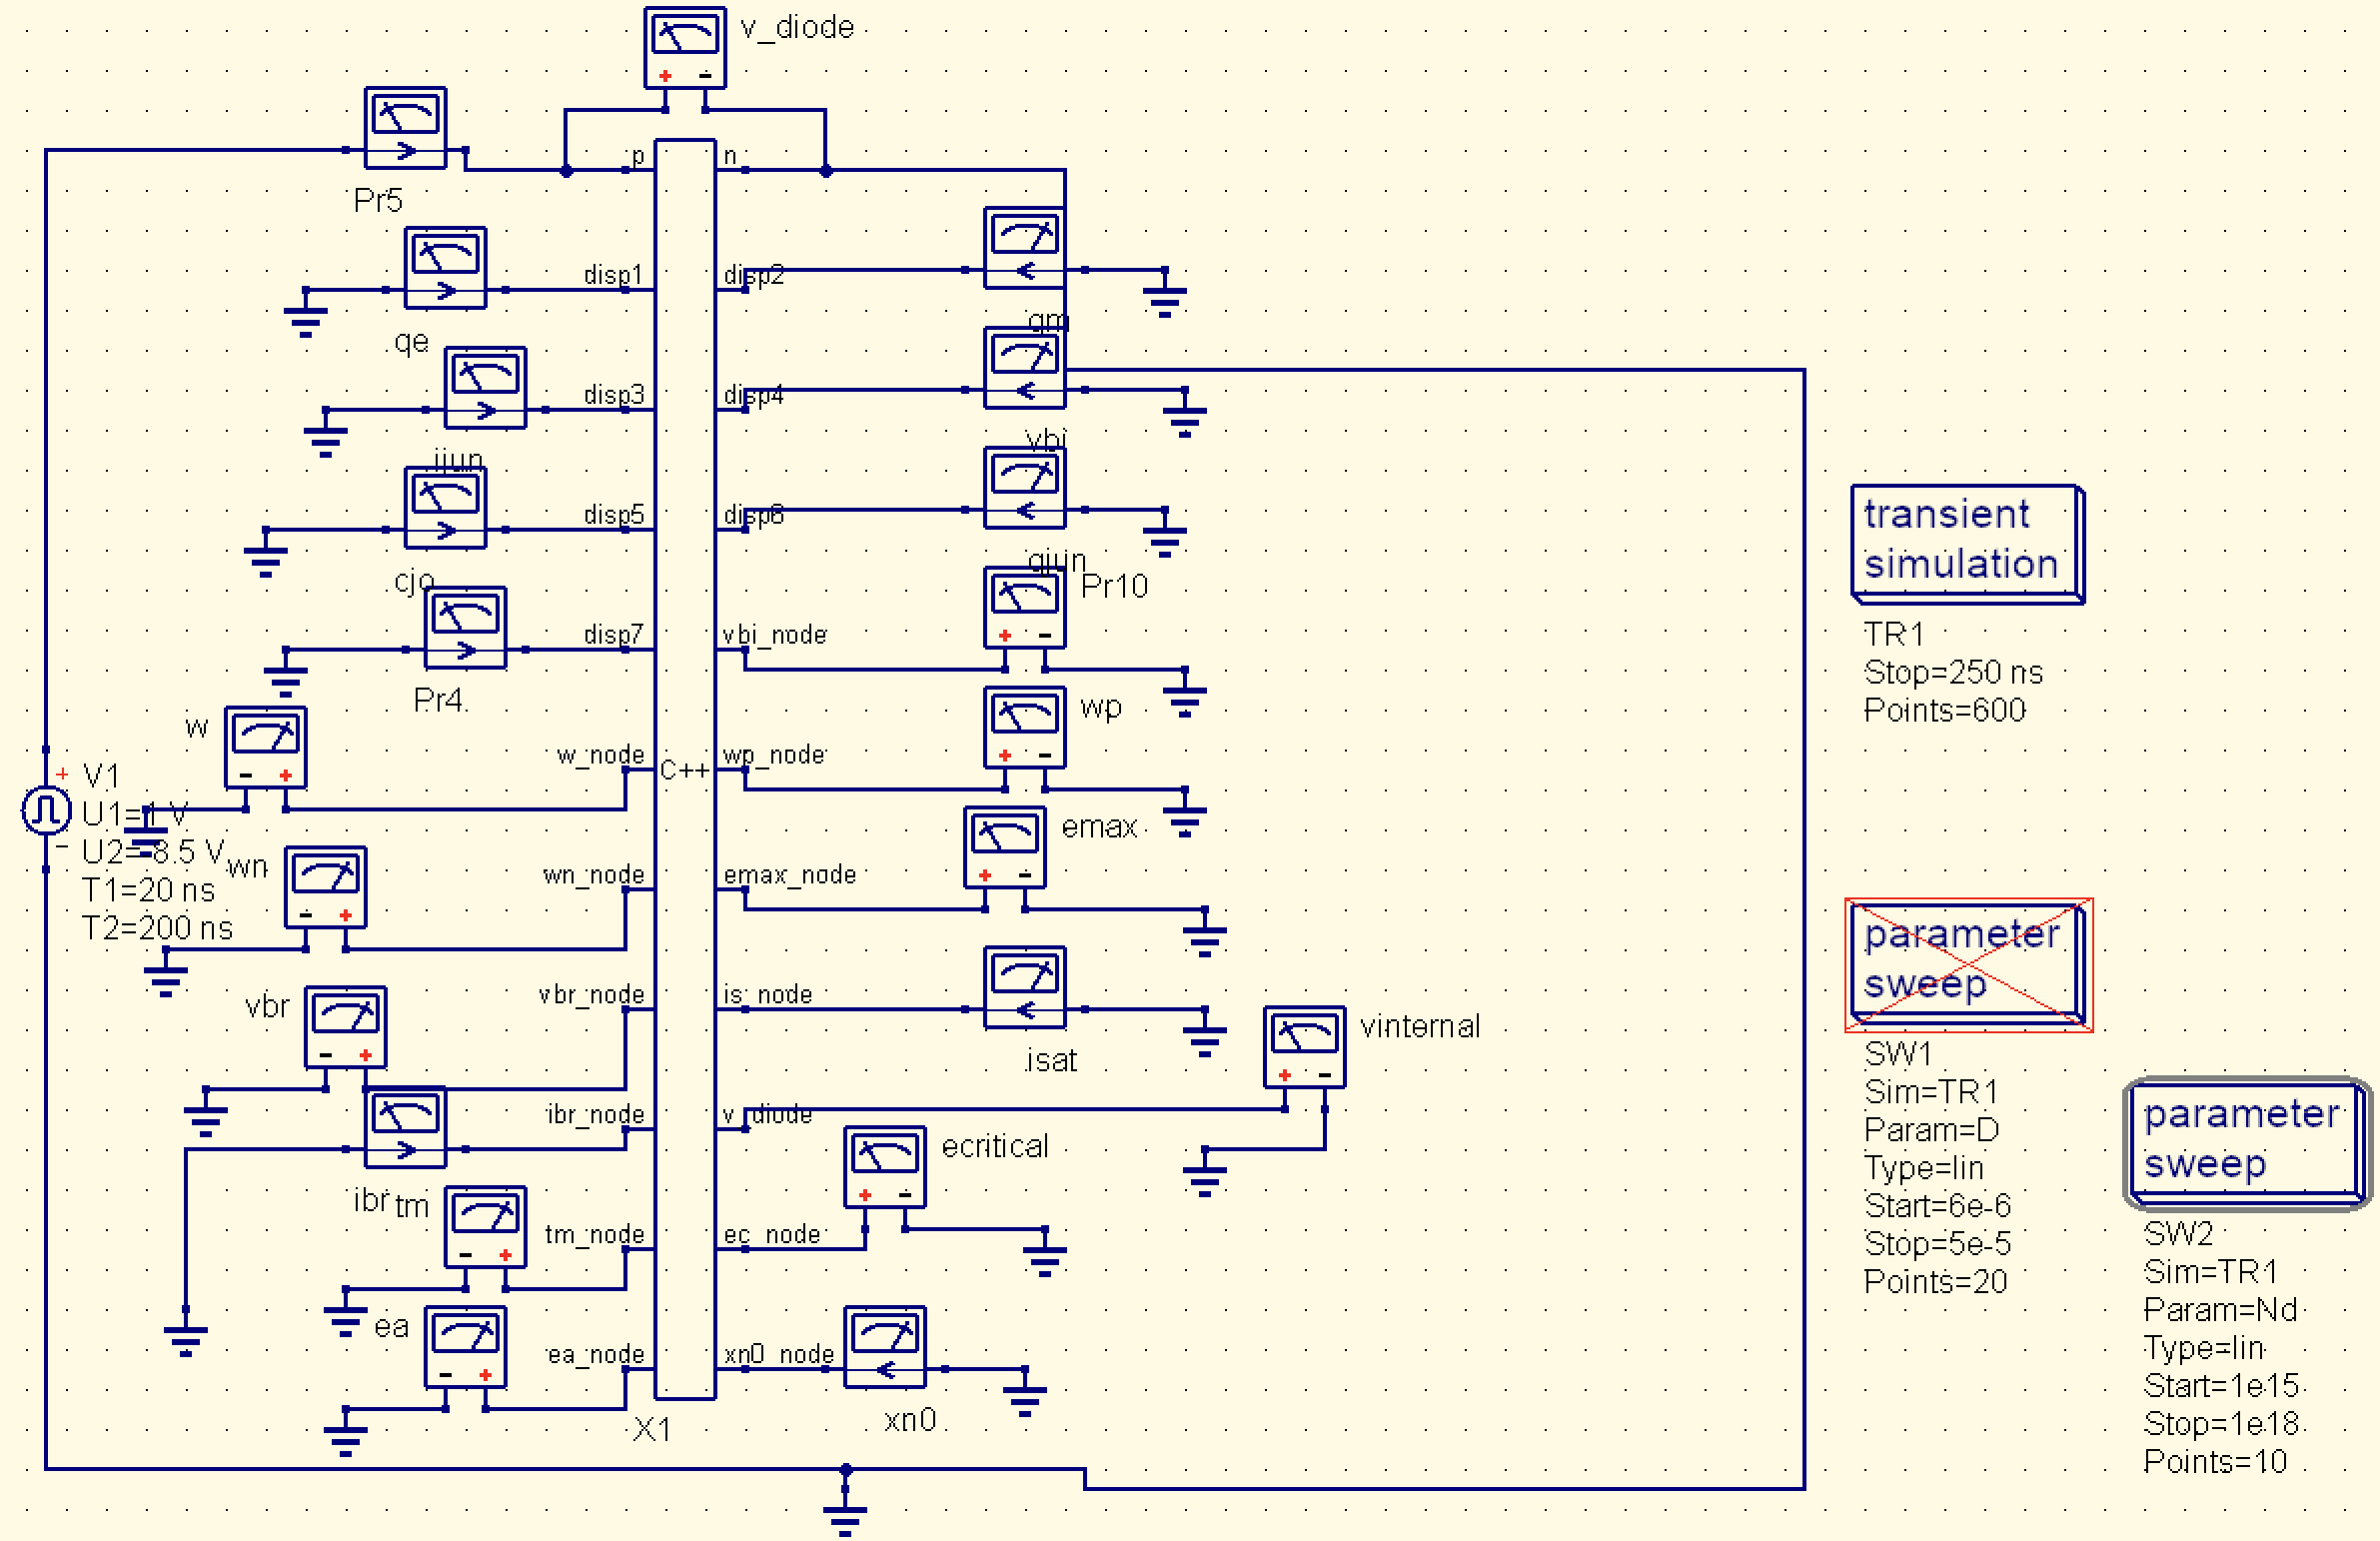 v_diode
Pr5
p
n
disp1
disp2
qe
qm
disp3
disp4
ijun
vbi
disp5
disp6
cjo
qjun
Pr10
disp7
vbi_node
Pr4
w
wp
w_node
C++
wp_node
V1
U1=1 V
U2=-8.5 V
T1=20 ns
T2=200 ns
wn
emax
wn_node
emax_node
vbr
vbr_node
is_node
isat
vinternal
ibr_node
v_diode
ecritical
ibr
tm
tm_node
ec_node
ea
ea_node
xn0_node
X1
xn0
transient
simulation
TR1
Stop=250 ns
Points=600
parameter
sweep
SW1
Sim=TR1
Param=D
Type=lin
Start=6e-6
Stop=5e-5
Points=20
parameter
sweep
SW2
Sim=TR1
Param=Nd
Type=lin
Start=1e15
Stop=1e18
Points=10